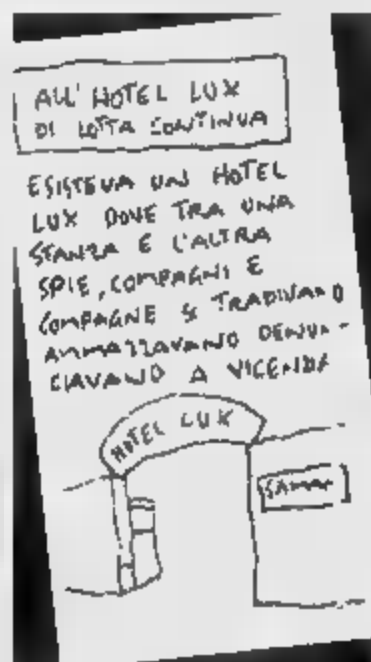 ALL' HOTEL LUX
DI LOTTA CONTINUA
ESISTEVA UN HOTEL
LUX DOVE TRA UNA
STANZA E L'ALTRA
SPIE, COMPAGNI E
COMPAGNE SI TRADIVANO
AMMAZZAVANO DENUN-
CIAVANO A VICENDA
HOTEL LUX